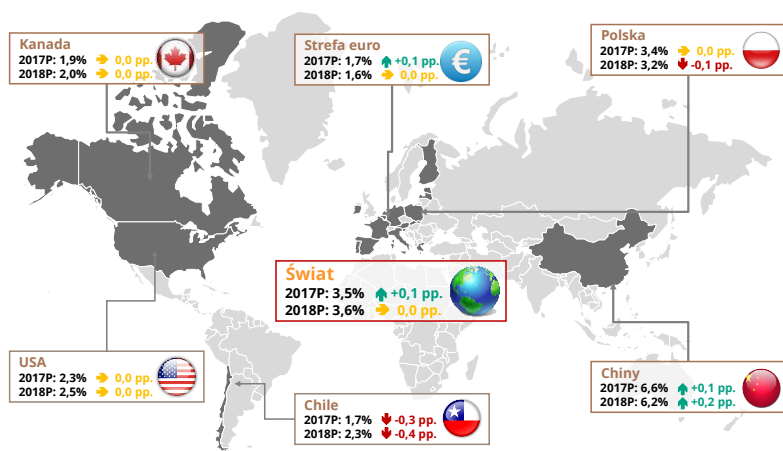 Kanada
2017P: 1,9% 0,0 pp.
2018P: 2,0% 0,0 pp.
Strefa euro
2017P: 1,7% +0,1 pp.
2018P: 1,6% 0,0 pp.
€
Polska
2017P: 3,4% 0,0 pp.
2018P: 3,2% -0,1 pp.
Świat
2017P: 3,5% +0,1 pp.
2018P: 3,6% 0,0 pp.
USA
2017P: 2,3% 0,0 pp.
2018P: 2,5% 0,0 pp.
Chile
2017P: 1,7% -0,3 pp.
2018P: 2,3% -0,4 pp.
Chiny
2017P: 6,6% +0,1 pp.
2018P: 6,2% +0,2 pp.